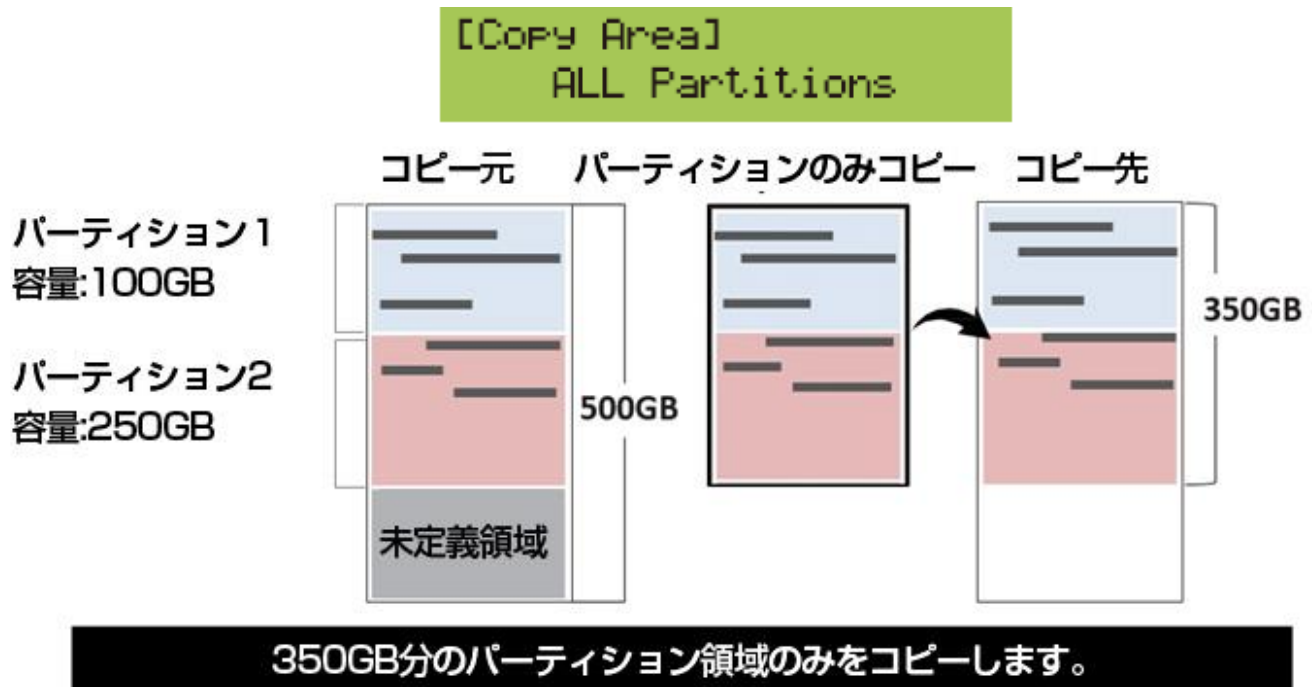 [Copy Area]
ALL Partitions
コピー元
パーティションのみコピー
コピー先
パーティション1
容量:100GB
パーティション2
容量:250GB
500GB
350GB
未定義領域
350GB分のパーティション領域のみをコピーします。